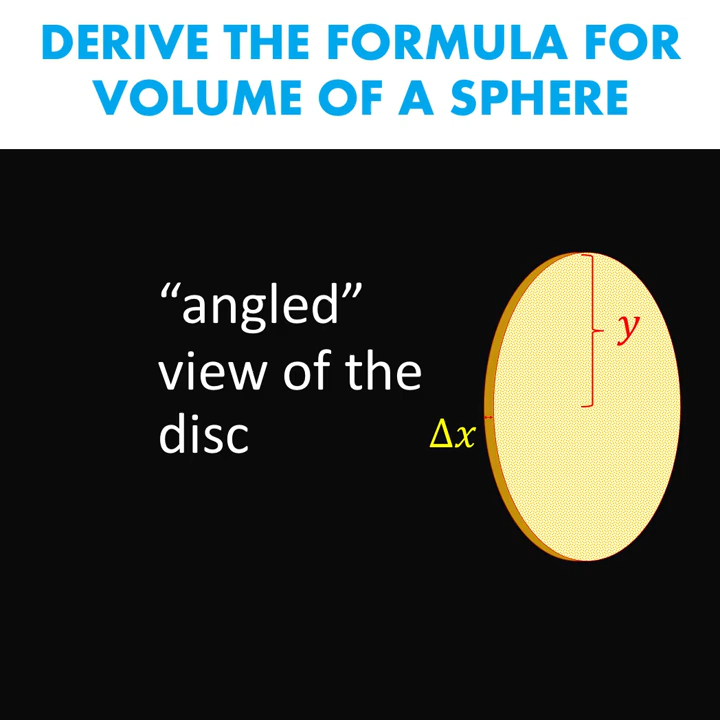 DERIVE THE FORMULA FOR
VOLUME OF A SPHERE
“angled”
view of the
disc
y
Δx